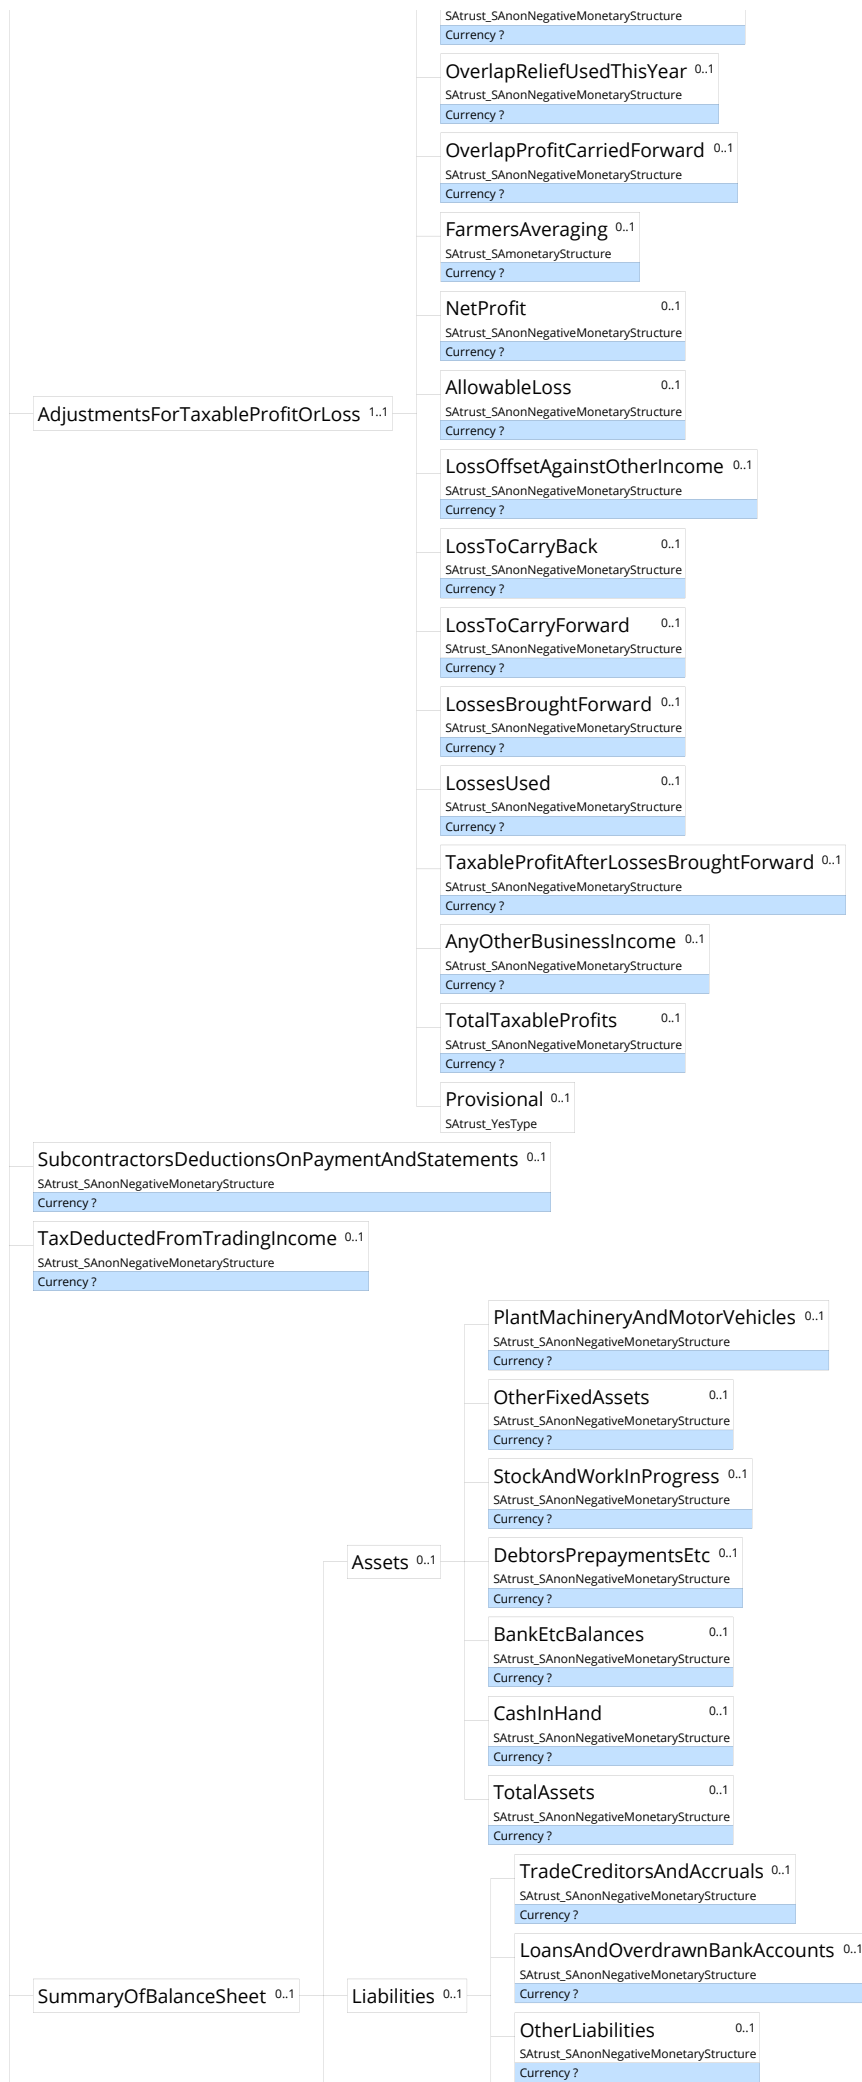 SAtrust_SAnonNegativeMonetaryStructure
Currency ?
OverlapReliefUsedThisYear 0..1
SAtrust_SAnonNegativeMonetaryStructure
Currency ?
OverlapProfitCarriedForward 0..1
SAtrust_SAnonNegativeMonetaryStructure
Currency ?
FarmersAveraging 0..1
SAtrust_SAmonetaryStructure
Currency ?
NetProfit 0..1
SAtrust_SAnonNegativeMonetaryStructure
Currency ?
AllowableLoss 0..1
SAtrust_SAnonNegativeMonetaryStructure
Currency ?
AdjustmentsForTaxableProfitOrLoss 1..1
LossOffsetAgainstOtherIncome 0..1
SAtrust_SAnonNegativeMonetaryStructure
Currency ?
LossToCarryBack 0..1
SAtrust_SAnonNegativeMonetaryStructure
Currency ?
LossToCarryForward 0..1
SAtrust_SAnonNegativeMonetaryStructure
Currency ?
LossesBroughtForward 0..1
SAtrust_SAnonNegativeMonetaryStructure
Currency ?
LossesUsed 0..1
SAtrust_SAnonNegativeMonetaryStructure
Currency ?
TaxableProfitAfterLossesBroughtForward 0..1
SAtrust_SAnonNegativeMonetaryStructure
Currency ?
AnyOtherBusinessIncome 0..1
SAtrust_SAnonNegativeMonetaryStructure
Currency ?
TotalTaxableProfits 0..1
SAtrust_SAnonNegativeMonetaryStructure
Currency ?
Provisional 0..1
SAtrust_YesType
SubcontractorsDeductionsOnPaymentAndStatements 0..1
SAtrust_SAnonNegativeMonetaryStructure
Currency ?
TaxDeductedFromTradingIncome 0..1
SAtrust_SAnonNegativeMonetaryStructure
Currency ?
PlantMachineryAndMotorVehicles 0..1
SAtrust_SAnonNegativeMonetaryStructure
Currency ?
OtherFixedAssets 0..1
SAtrust_SAnonNegativeMonetaryStructure
Currency ?
StockAndWorkInProgress 0..1
SAtrust_SAnonNegativeMonetaryStructure
Currency ?
Assets 0..1
DebtorsPrepaymentsEtc 0..1
SAtrust_SAnonNegativeMonetaryStructure
Currency ?
BankEtcBalances 0..1
SAtrust_SAnonNegativeMonetaryStructure
Currency ?
CashInHand 0..1
SAtrust_SAnonNegativeMonetaryStructure
Currency ?
TotalAssets 0..1
SAtrust_SAnonNegativeMonetaryStructure
Currency ?
TradeCreditorsAndAccruals 0..1
SAtrust_SAnonNegativeMonetaryStructure
Currency ?
LoansAndOverdrawnBankAccounts 0..1
SAtrust_SAnonNegativeMonetaryStructure
Currency ?
SummaryOfBalanceSheet 0..1
Liabilities 0..1
OtherLiabilities 0..1
SAtrust_SAnonNegativeMonetaryStructure
Currency ?